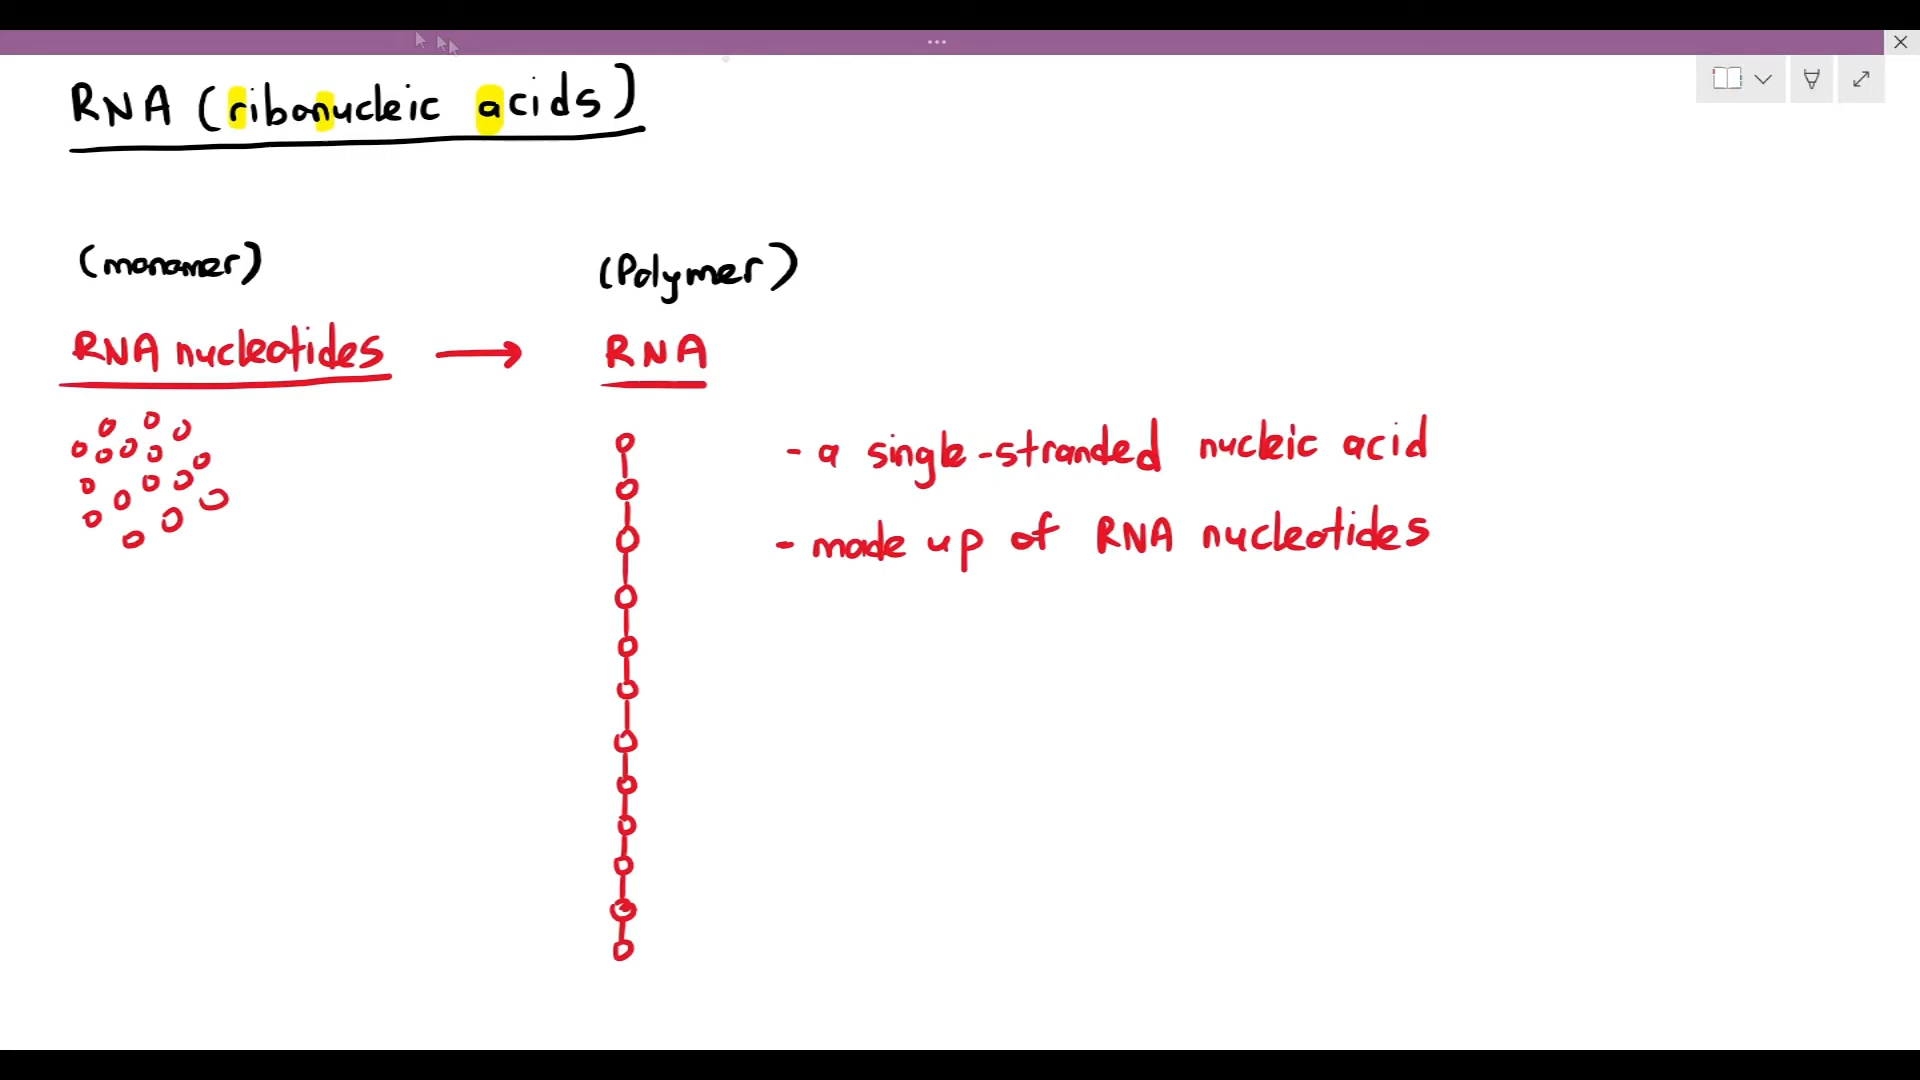 RNA (ribonucleic acids)
(monomer)
(Polymer)
RNA nucleotides → RNA
- a single-stranded nucleic acid
- made up of RNA nucleotides